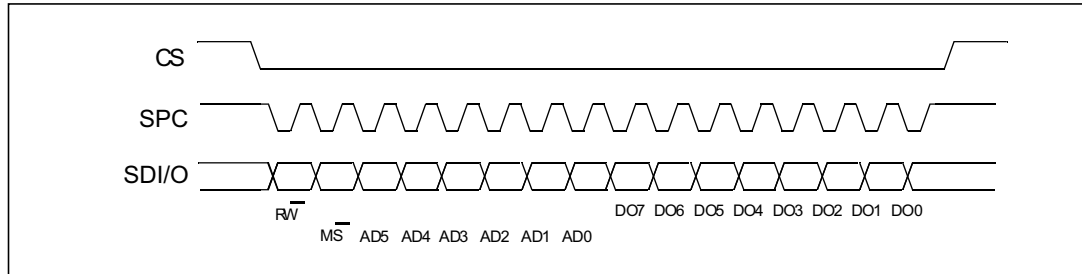 CS
SPC
SDI/O
RW DO7 DO6 DO5 DO4 DO3 DO2 DO1 DO0
MS AD5 AD4 AD3 AD2 AD1 AD0